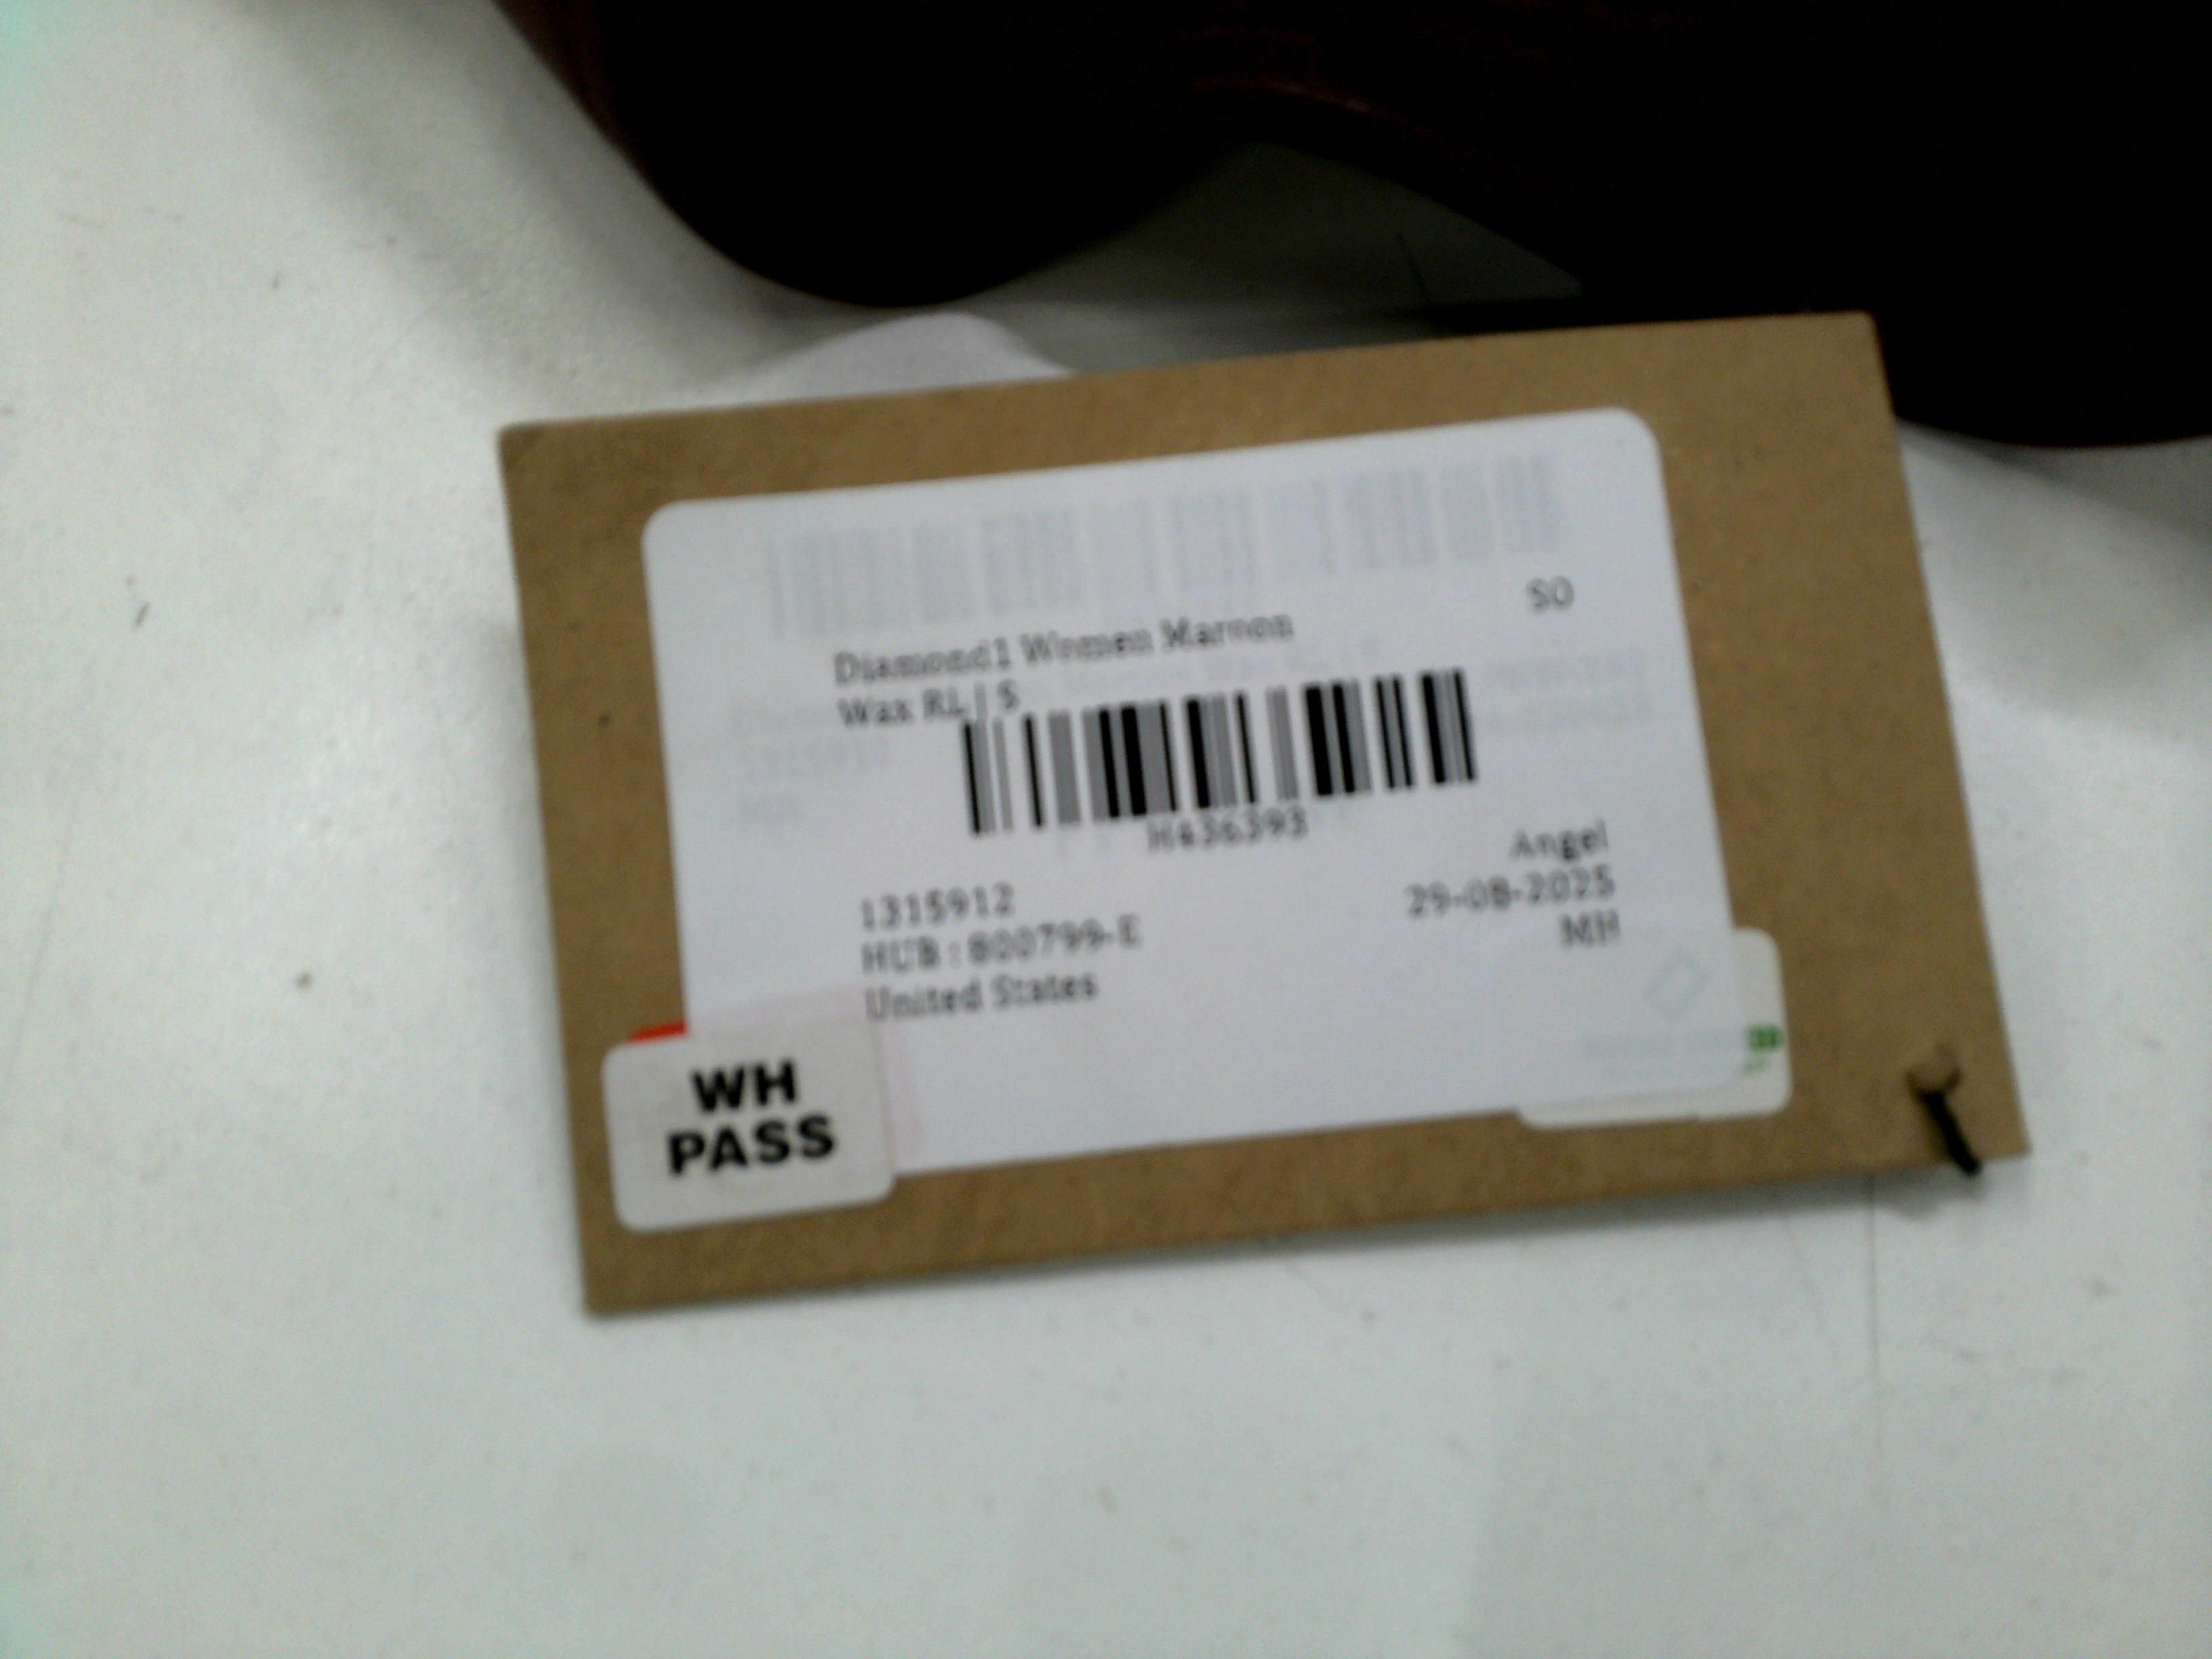 SO
Diamond1 Women Maroon
Wax RL | S
H436393
Angel
1315912
29-08-2025
HUB : 800799-E
MH
United States
WH
PASS